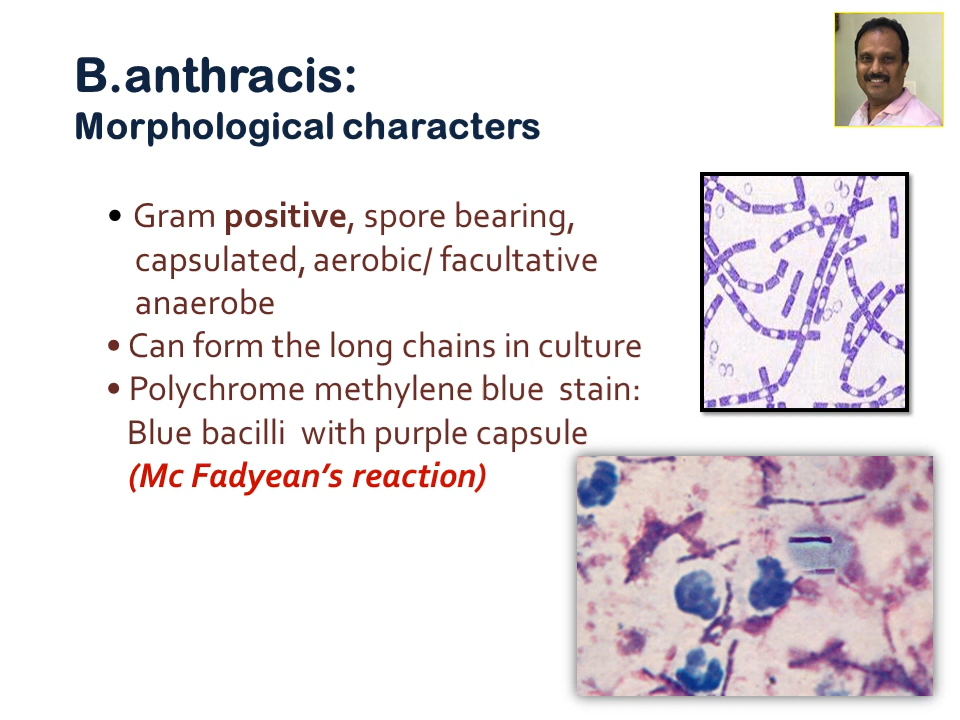 B.anthracis:
Morphological characters
• Gram positive, spore bearing,
capsulated, aerobic/ facultative
anaerobe
• Can form the long chains in culture
• Polychrome methylene blue  stain:
Blue bacilli  with purple capsule
(Mc Fadyean’s reaction)